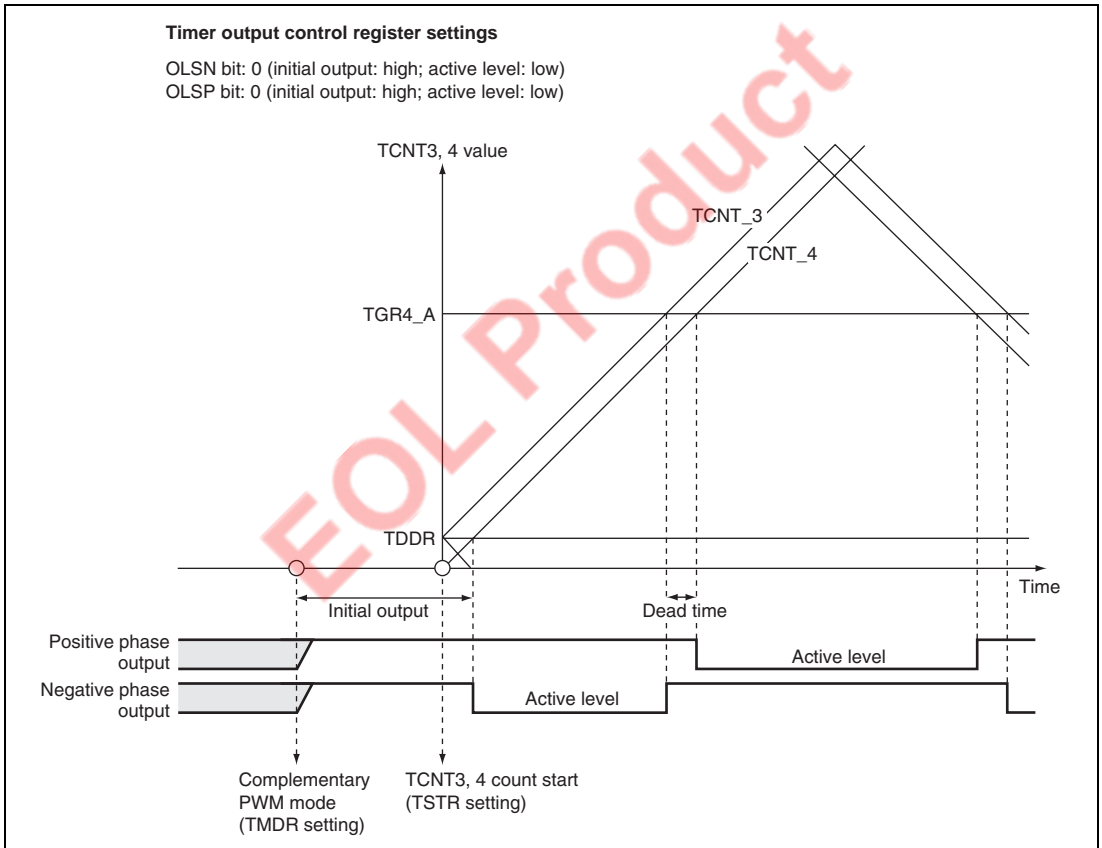 Timer output control register settings
OLSN bit: 0 (initial output: high; active level: low)
OLSP bit: 0 (initial output: high; active level: low)
TCNT3, 4 value
TCNT_3
TCNT_4
TGR4_A
TDDR
Time
Initial output
Dead time
Positive phase
output
Active level
Negative phase
output
Active level
Complementary
PWM mode
(TMDR setting)
TCNT3, 4 count start
(TSTR setting)
EOL Product